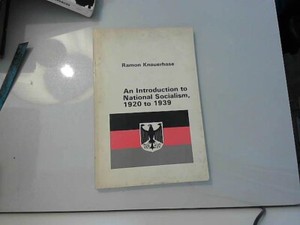 Ramon Knauerhase
An Introduction to
National Socialism,
1920 to 1939